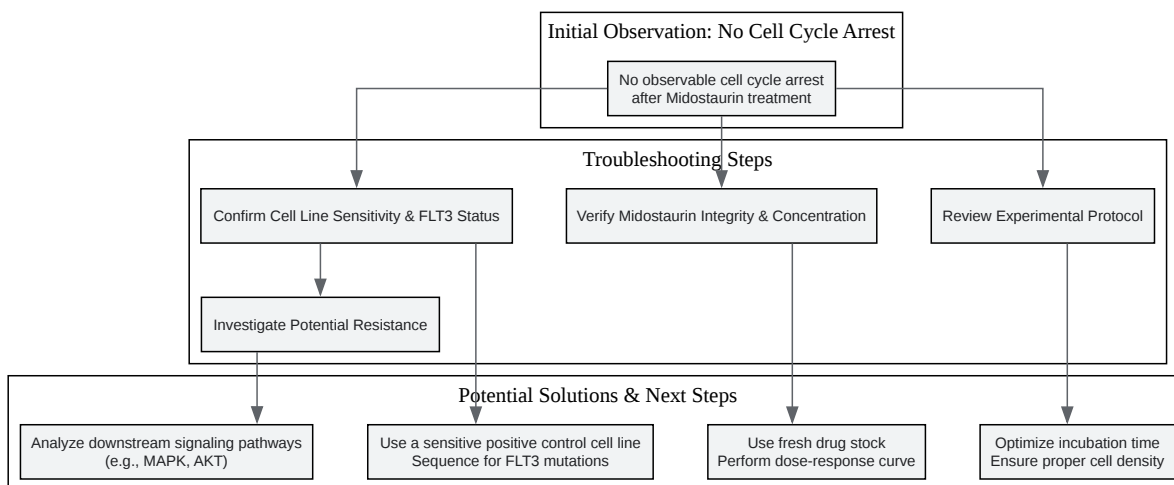 Initial Observation: No Cell Cycle Arrest
No observable cell cycle arrest
after Midostaurin treatment
Troubleshooting Steps
Confirm Cell Line Sensitivity & FLT3 Status
Verify Midostaurin Integrity & Concentration
Review Experimental Protocol
Investigate Potential Resistance
Potential Solutions & Next Steps
Analyze downstream signaling pathways
(e.g., MAPK, AKT)
Use a sensitive positive control cell line
Sequence for FLT3 mutations
Use fresh drug stock
Perform dose-response curve
Optimize incubation time
Ensure proper cell density